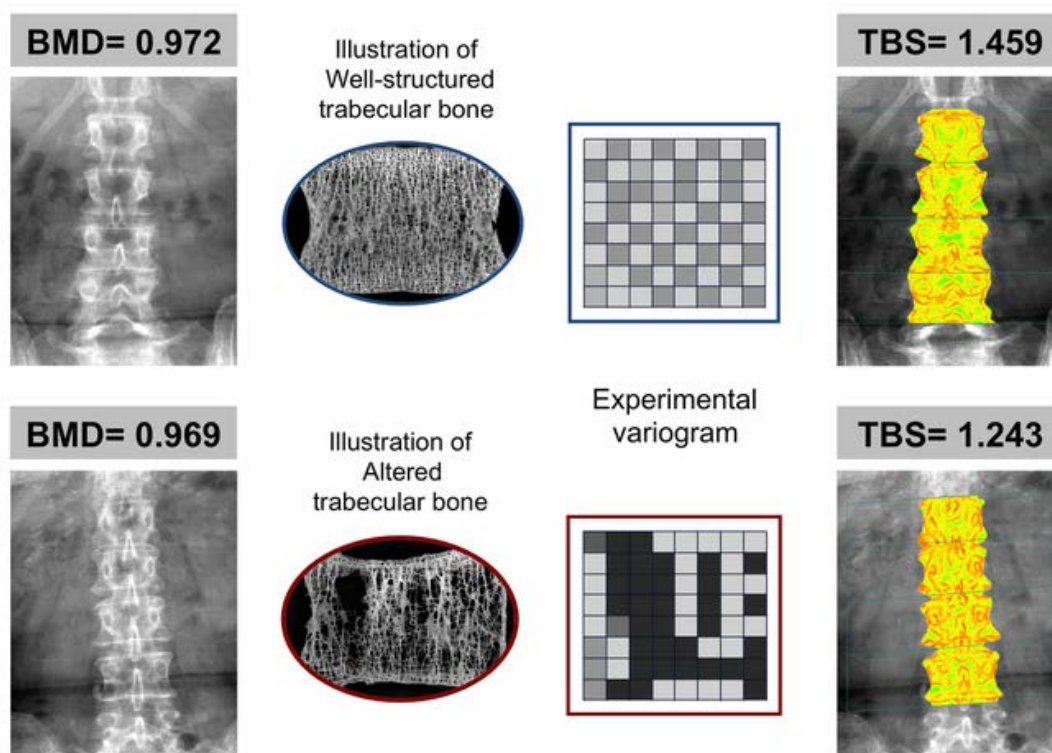 BMD= 0.972
Illustration of
Well-structured
trabecular bone
TBS= 1.459
BMD= 0.969
Illustration of
Altered
trabecular bone
Experimental
variogram
TBS= 1.243